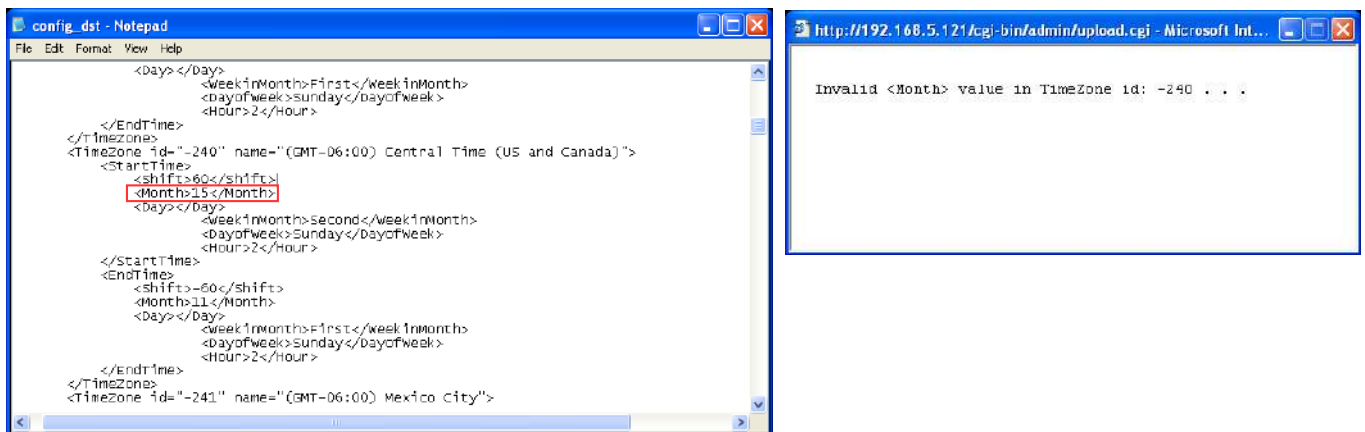 config_dst - Notepad
File Edit Format View Help
<Day></Day>
<WeekinMonth>First</WeekinMonth>
<DayofWeek>Sunday</DayofWeek>
<Hour>2</Hour>
</EndTime>
</TimeZone>
<TimeZone id="-240" name="(GMT-06:00) Central Time (US and Canada)">
<StartTime>
<Shift>60</Shift>
<Month>15</Month>
<Day></Day>
<WeekinMonth>Second</WeekinMonth>
<DayofWeek>Sunday</DayofWeek>
<Hour>2</Hour>
</StartTime>
<EndTime>
<Shift>-60</Shift>
<Month>11</Month>
<Day></Day>
<WeekinMonth>First</WeekinMonth>
<DayofWeek>Sunday</DayofWeek>
<Hour>2</Hour>
</EndTime>
</TimeZone>
<TimeZone id="-241" name="(GMT-06:00) Mexico City">
http://192.168.5.121/cgi-bin/admin/upload.cgi - Microsoft Int...
Invalid <Month> value in TimeZone id: -240 . . .